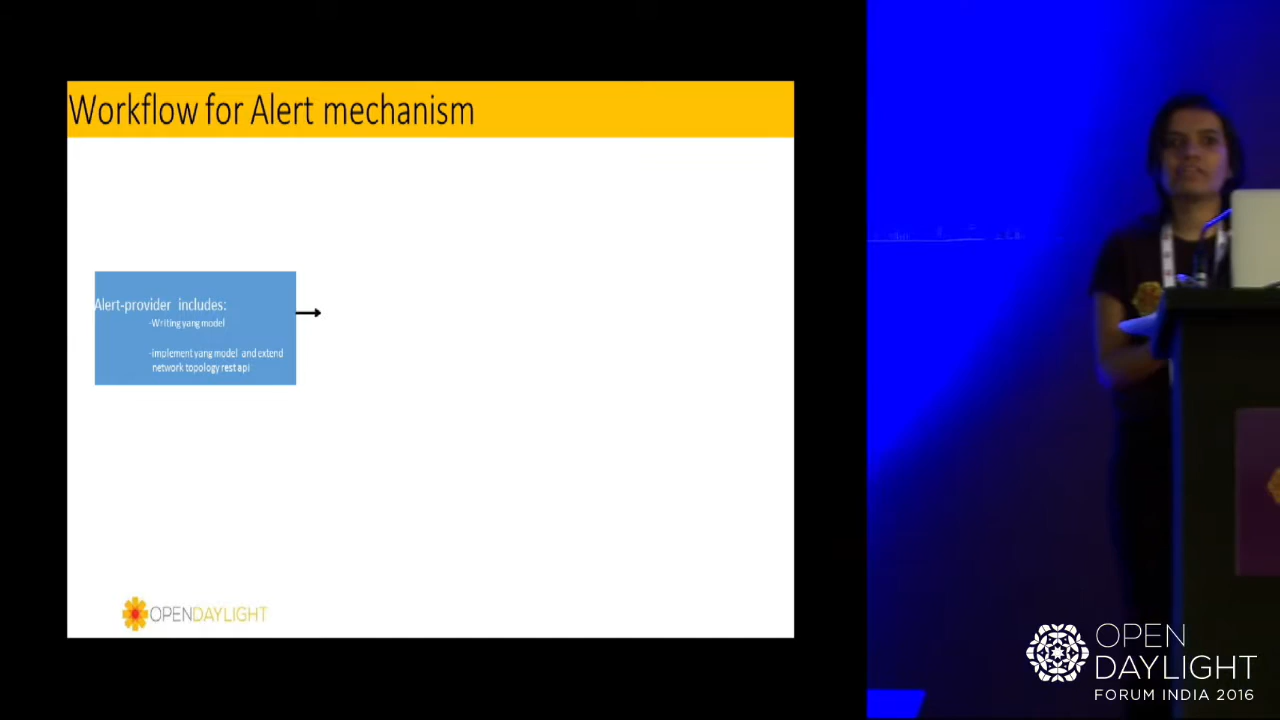 Workflow for Alert mechanism
Alert-provider includes:
-Writing yang model
-implement yang model and extend
network topology rest api
OPENDAYLIGHT
OPEN
DAYLIGHT
FORUM INDIA 2016